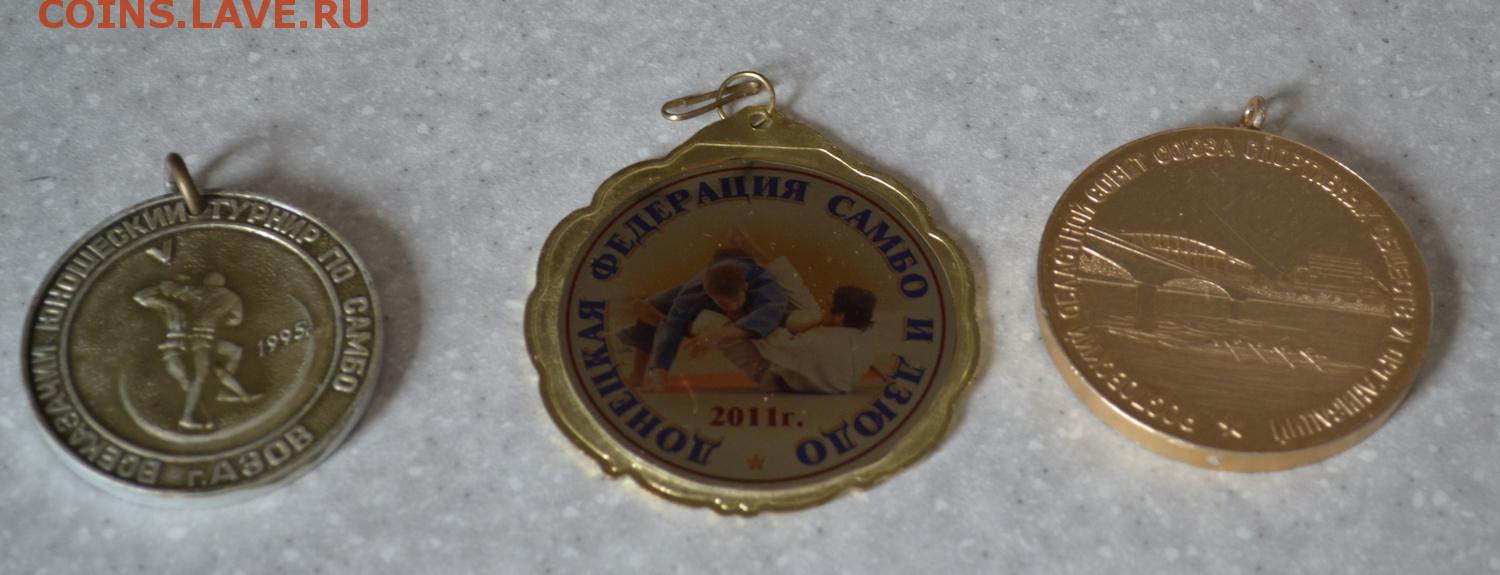 COINS.LAVE.RU
ВСЕКАЗАЧИЙ ЮНОШЕСКИЙ ТУРНИР ПО САМБО
V
1995г.
г.АЗОВ
ДОНЕЦКАЯ ФЕДЕРАЦИЯ САМБО И ДЗЮДО
2011г.
РОСТОВСКИЙ ОБЛАСТНОЙ СОВЕТ СОЮЗА СПОРТИВНЫХ ОБЩЕСТВ И ОРГАНИЗАЦИЙ